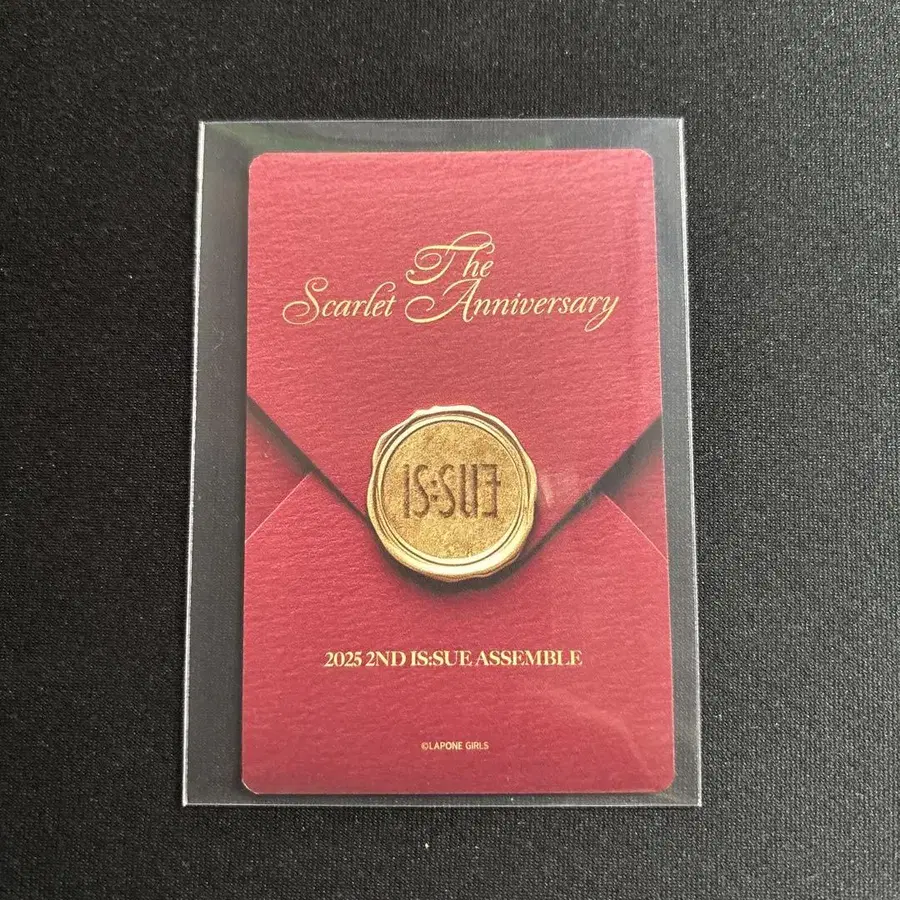 The
Scarlet Anniversary
IS:SUE
2025 2ND IS:SUE ASSEMBLE
©LAPONE GIRLS